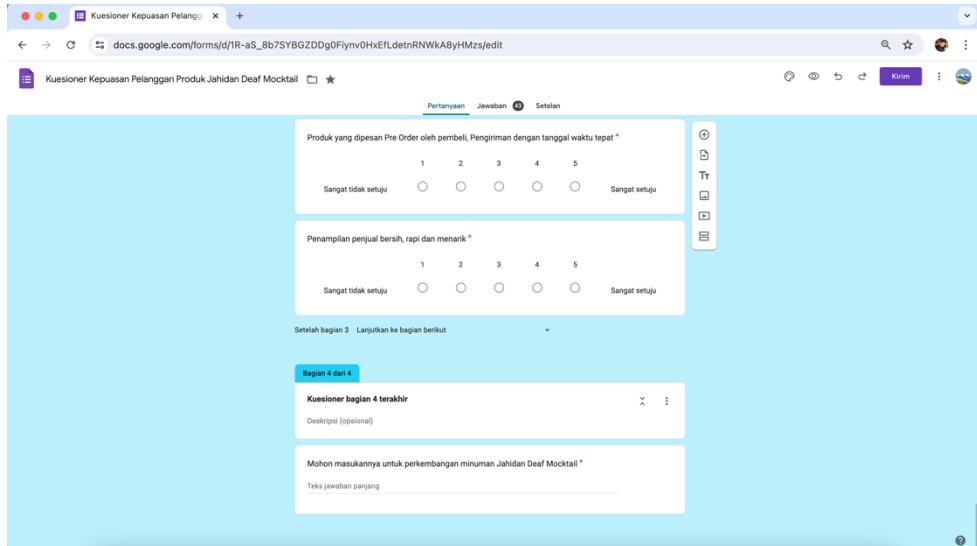 Kuesioner Kepuasan Pelangg
docs.google.com/forms/d/1R-aS_8b7SYBGZDDg0Fiynv0HxEfLdetnRNWkA8yHMzs/edit
Kuesioner Kepuasan Pelanggan Produk Jahidan Deaf Mocktail
Kirim
Pertanyaan Jawaban 43 Setelan
Produk yang dipesan Pre Order oleh pembeli, Pengiriman dengan tanggal waktu tepat *
1 2 3 4 5
Sangat tidak setuju Sangat setuju
Penampilan penjual bersih, rapi dan menarik *
1 2 3 4 5
Sangat tidak setuju Sangat setuju
Setelah bagian 3 Lanjutkan ke bagian berikut
Bagian 4 dari 4
Kuesioner bagian 4 terakhir
Deskripsi (opsional)
Mohon masukannya untuk perkembangan minuman Jahidan Deaf Mocktail *
Teks jawaban panjang